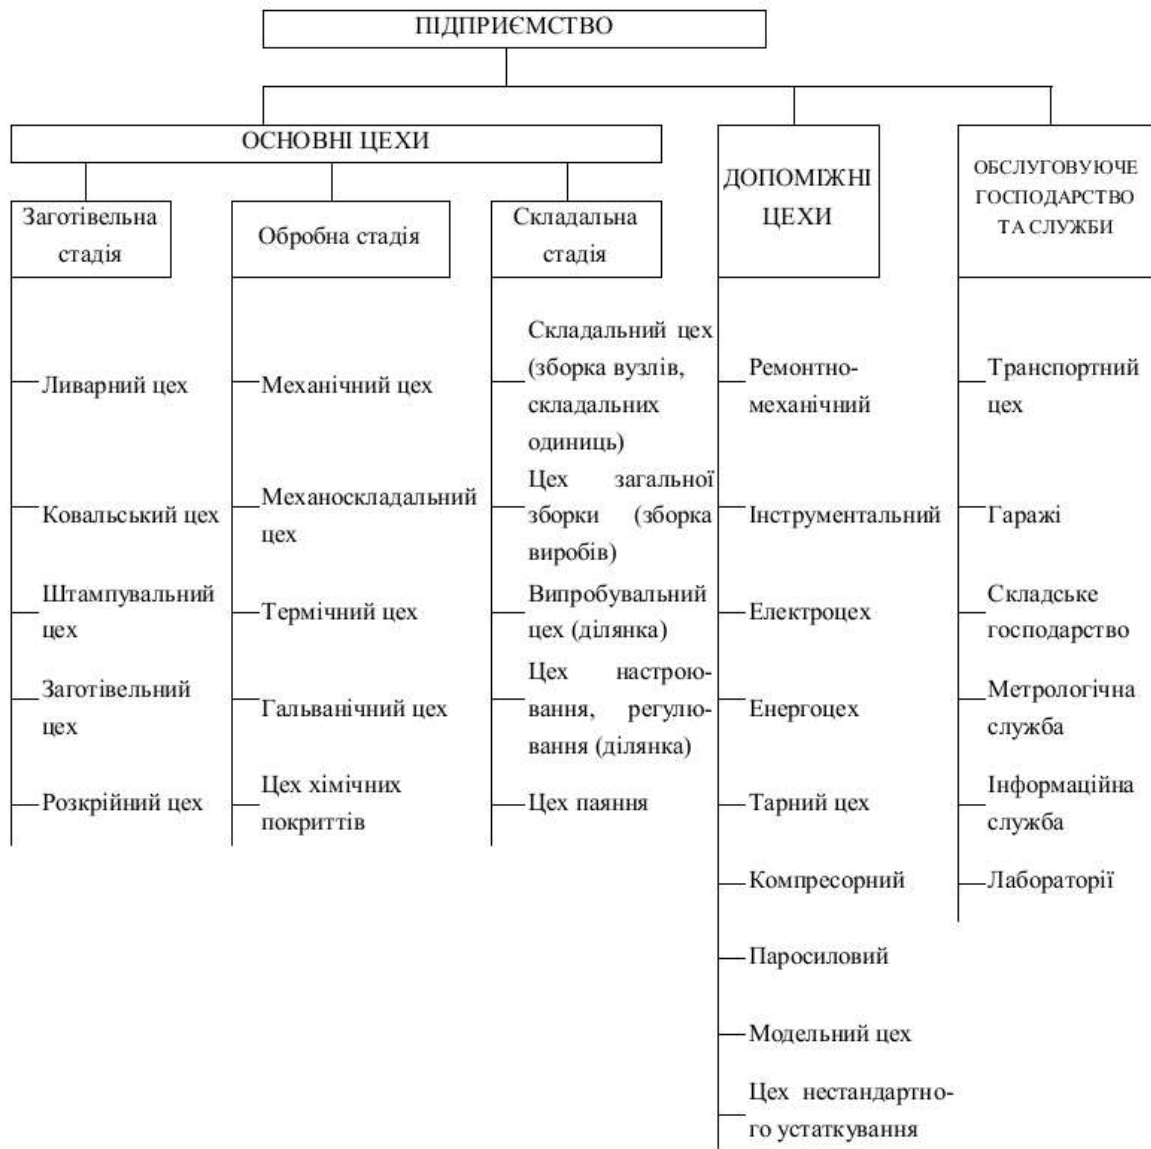 ПІДПРИЄМСТВО
ОСНОВНІ ЦЕХИ
Заготівельна
стадія
Ливарний цех
Ковальський цех
Штампувальний
цех
Заготівельний
цех
Розкрійний цех
Обробна стадія
Механічний цех
Механоскладальний
цех
Термічний цех
Гальванічний цех
Цех хімічних
покриттів
Складальна
стадія
Складальний цех
(зборка вузлів,
складальних
одиниць)
Цех загальної
зборки (зборка
виробів)
Випробувальний
цех (ділянка)
Цех настрою-
вання, регулю-
вання (ділянка)
Цех паяння
ДОПОМІЖНІ
ЦЕХИ
Ремонтно-
механічний
Інструментальний
Електроцех
Енергоцех
Тарний цех
Компресорний
Паросиловий
Модельний цех
Цех нестандартно-
го устаткування
ОБСЛУГОВУЮЧЕ
ГОСПОДАРСТВО
ТА СЛУЖБИ
Транспортний
цех
Гаражі
Складське
господарство
Метрологічна
служба
Інформаційна
служба
Лабораторії